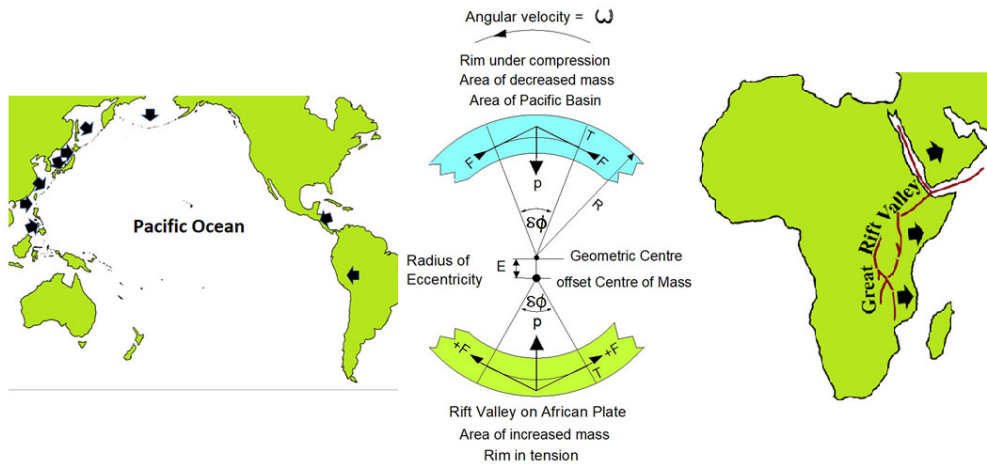 Pacific Ocean
Angular velocity = ω
Rim under compression
Area of decreased mass
Area of Pacific Basin
T
F
F
p
R
δϕ
Geometric Centre
Radius of
Eccentricity
E
offset Centre of Mass
δϕ
p
+F
+F
T
Rift Valley on African Plate
Area of increased mass
Rim in tension
Great Rift Valley